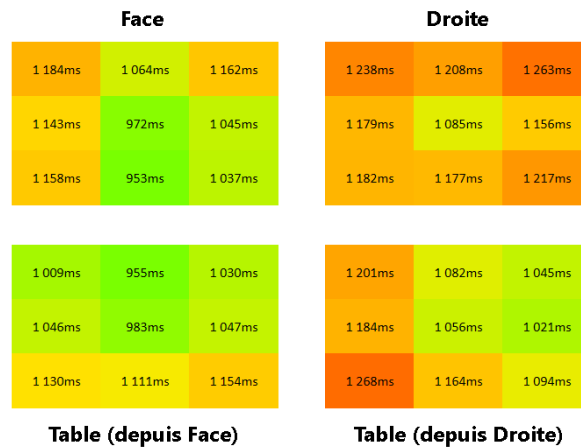 Face Droite
1 184ms 1 064ms 1 162ms 1 238ms 1 208ms 1 263ms
1 143ms 972ms 1 045ms 1 179ms 1 085ms 1 156ms
1 158ms 953ms 1 037ms 1 182ms 1 177ms 1 217ms
1 009ms 955ms 1 030ms 1 201ms 1 082ms 1 045ms
1 046ms 983ms 1 047ms 1 184ms 1 056ms 1 021ms
1 130ms 1 111ms 1 154ms 1 268ms 1 164ms 1 094ms
Table (depuis Face) Table (depuis Droite)